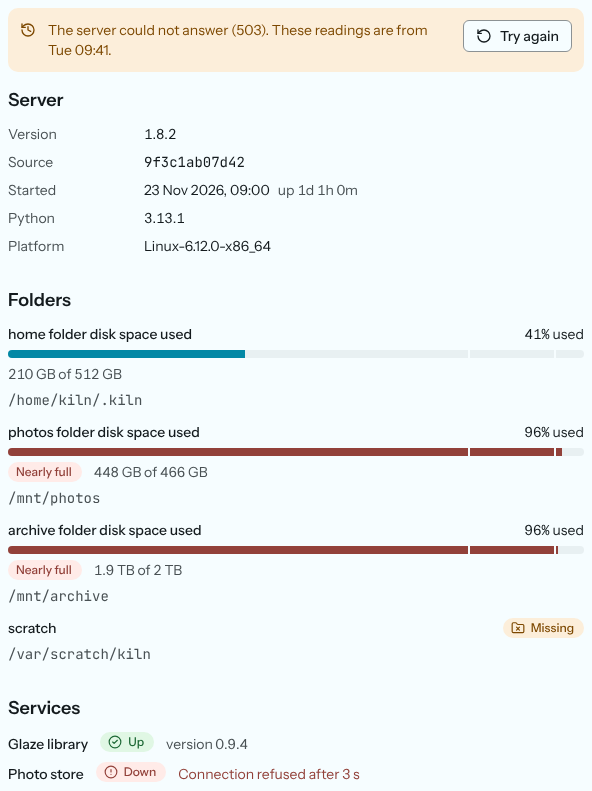 The server could not answer (503). These readings are from
Tue 09:41.
Try again
Server
Version 1.8.2
Source 9f3c1ab07d42
Started 23 Nov 2026, 09:00 up 1d 1h 0m
Python 3.13.1
Platform Linux-6.12.0-x86_64
Folders
home folder disk space used 41% used
210 GB of 512 GB
/home/kiln/.kiln
photos folder disk space used 96% used
Nearly full 448 GB of 466 GB
/mnt/photos
archive folder disk space used 96% used
Nearly full 1.9 TB of 2 TB
/mnt/archive
scratch Missing
/var/scratch/kiln
Services
Glaze library Up version 0.9.4
Photo store Down Connection refused after 3 s